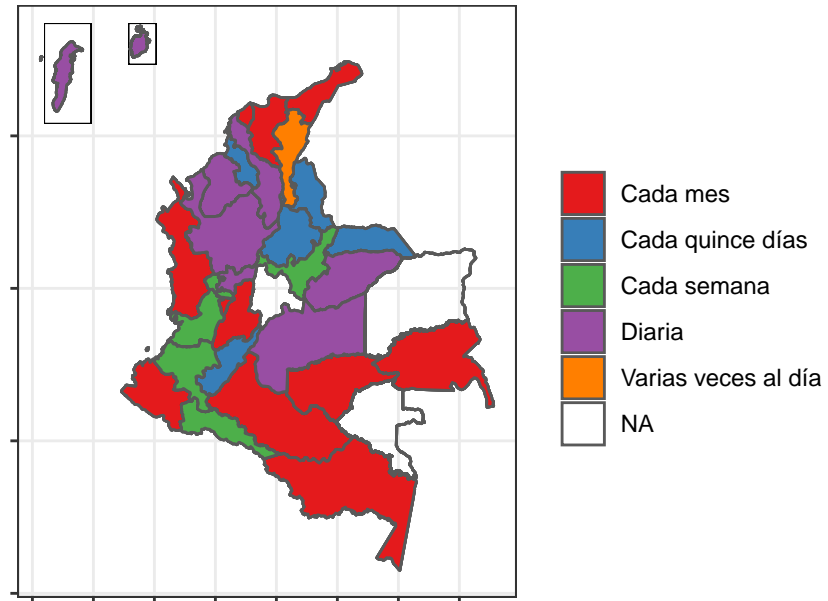 Cada mes
Cada quince días
Cada semana
Diaria
Varias veces al día
NA